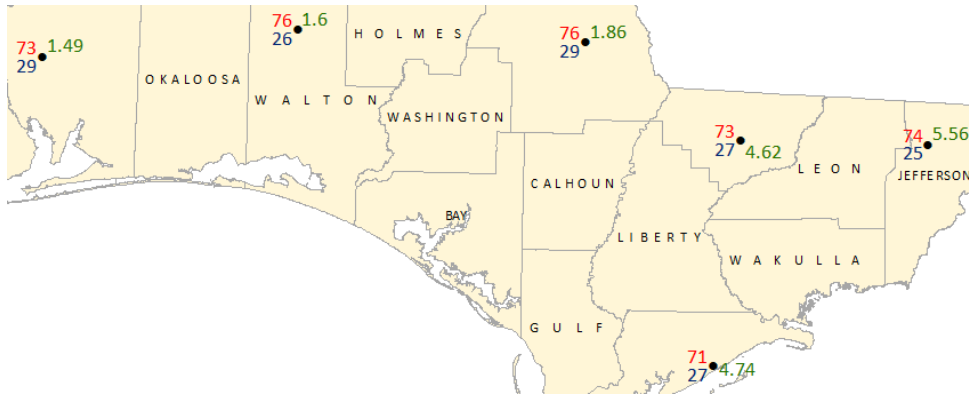 76 1.6
26
HOLMES
76 1.86
29
73 1.49
29
OKALOOSA
WALTON
WASHINGTON
73
27 4.62
74 5.56
25
LEON
JEFFERSON
CALHOUN
BAY
LIBERTY
WAKULLA
GULF
71
27 4.74